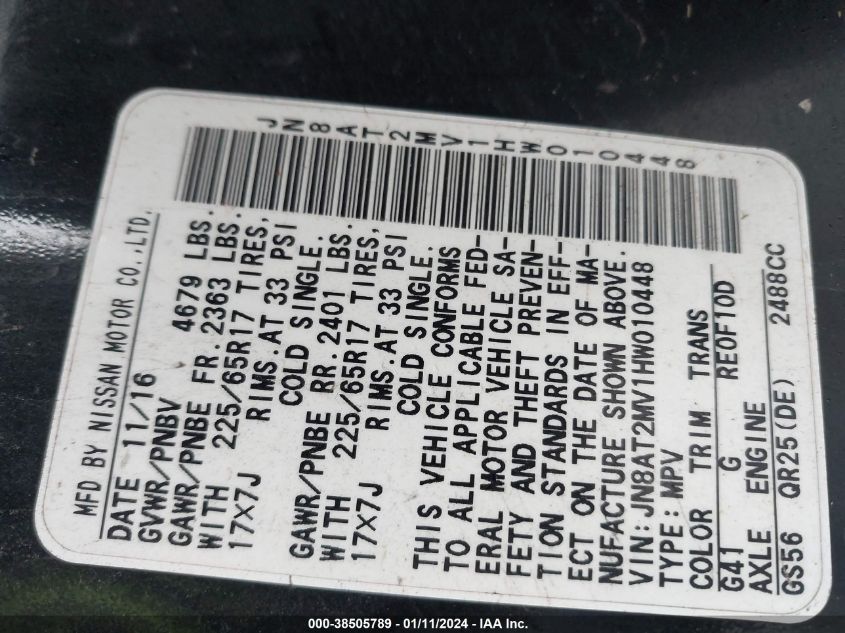 JN8AT2MV1HW010448
MFD BY NISSAN MOTOR CO.,LTD.
DATE 11/16
GVWR/PNBV 4679 LBS.
GAWR/PNBE FR. 2363 LBS.
WITH 225/65R17 TIRES,
17X7J RIMS.AT 33 PSI
COLD SINGLE.
GAWR/PNBE RR. 2401 LBS.
WITH 225/65R17 TIRES,
17X7J RIMS.AT 33 PSI
COLD SINGLE.
THIS VEHICLE CONFORMS
TO ALL APPLICABLE FED-
ERAL MOTOR VEHICLE SA-
FETY AND THEFT PREVEN-
TION STANDARDS IN EFF-
ECT ON THE DATE OF MA-
NUFACTURE SHOWN ABOVE.
VIN:JN8AT2MV1HW010448
TYPE:MPV
COLOR TRIM TRANS
G41 G RE0F10D
AXLE ENGINE
GS56 QR25(DE) 2488CC
000-38505789 - 01/11/2024 - IAA Inc.